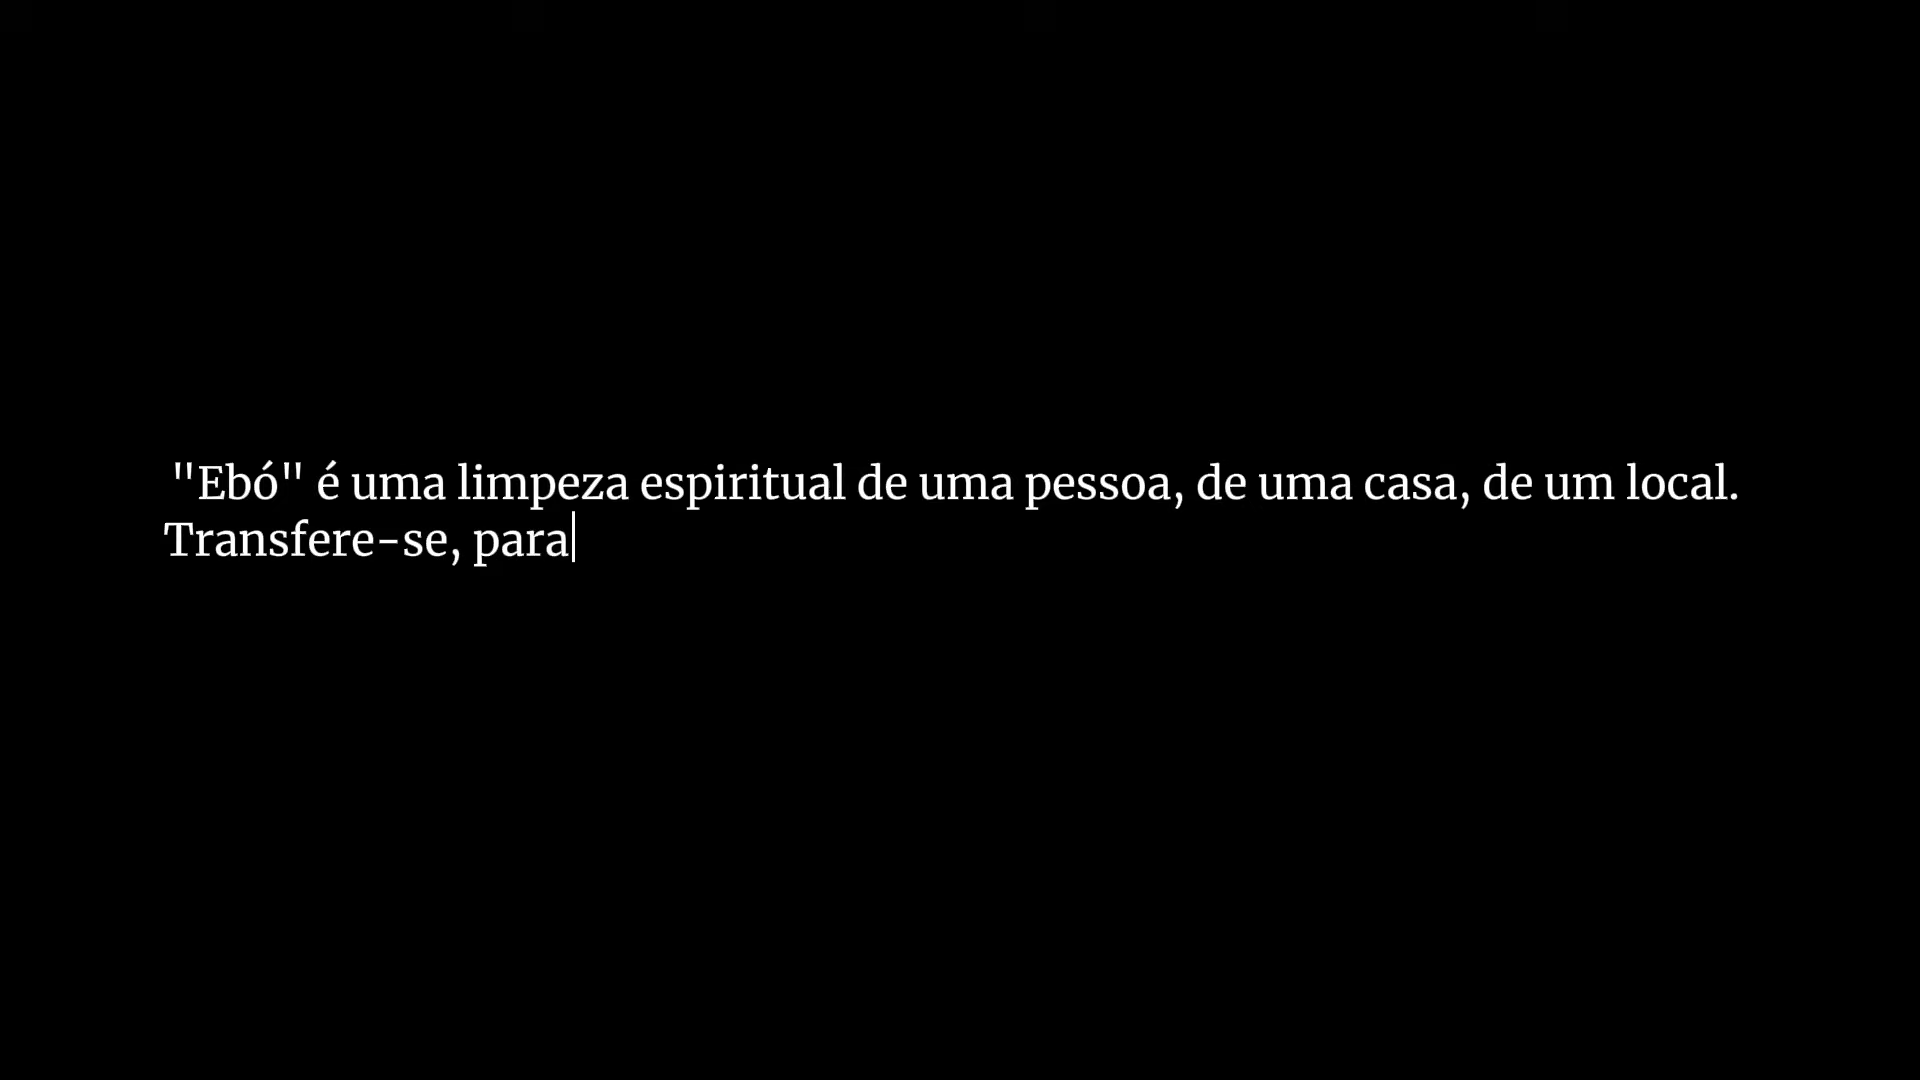 "Ebó" é uma limpeza espiritual de uma pessoa, de uma casa, de um local.
Transfere-se, para